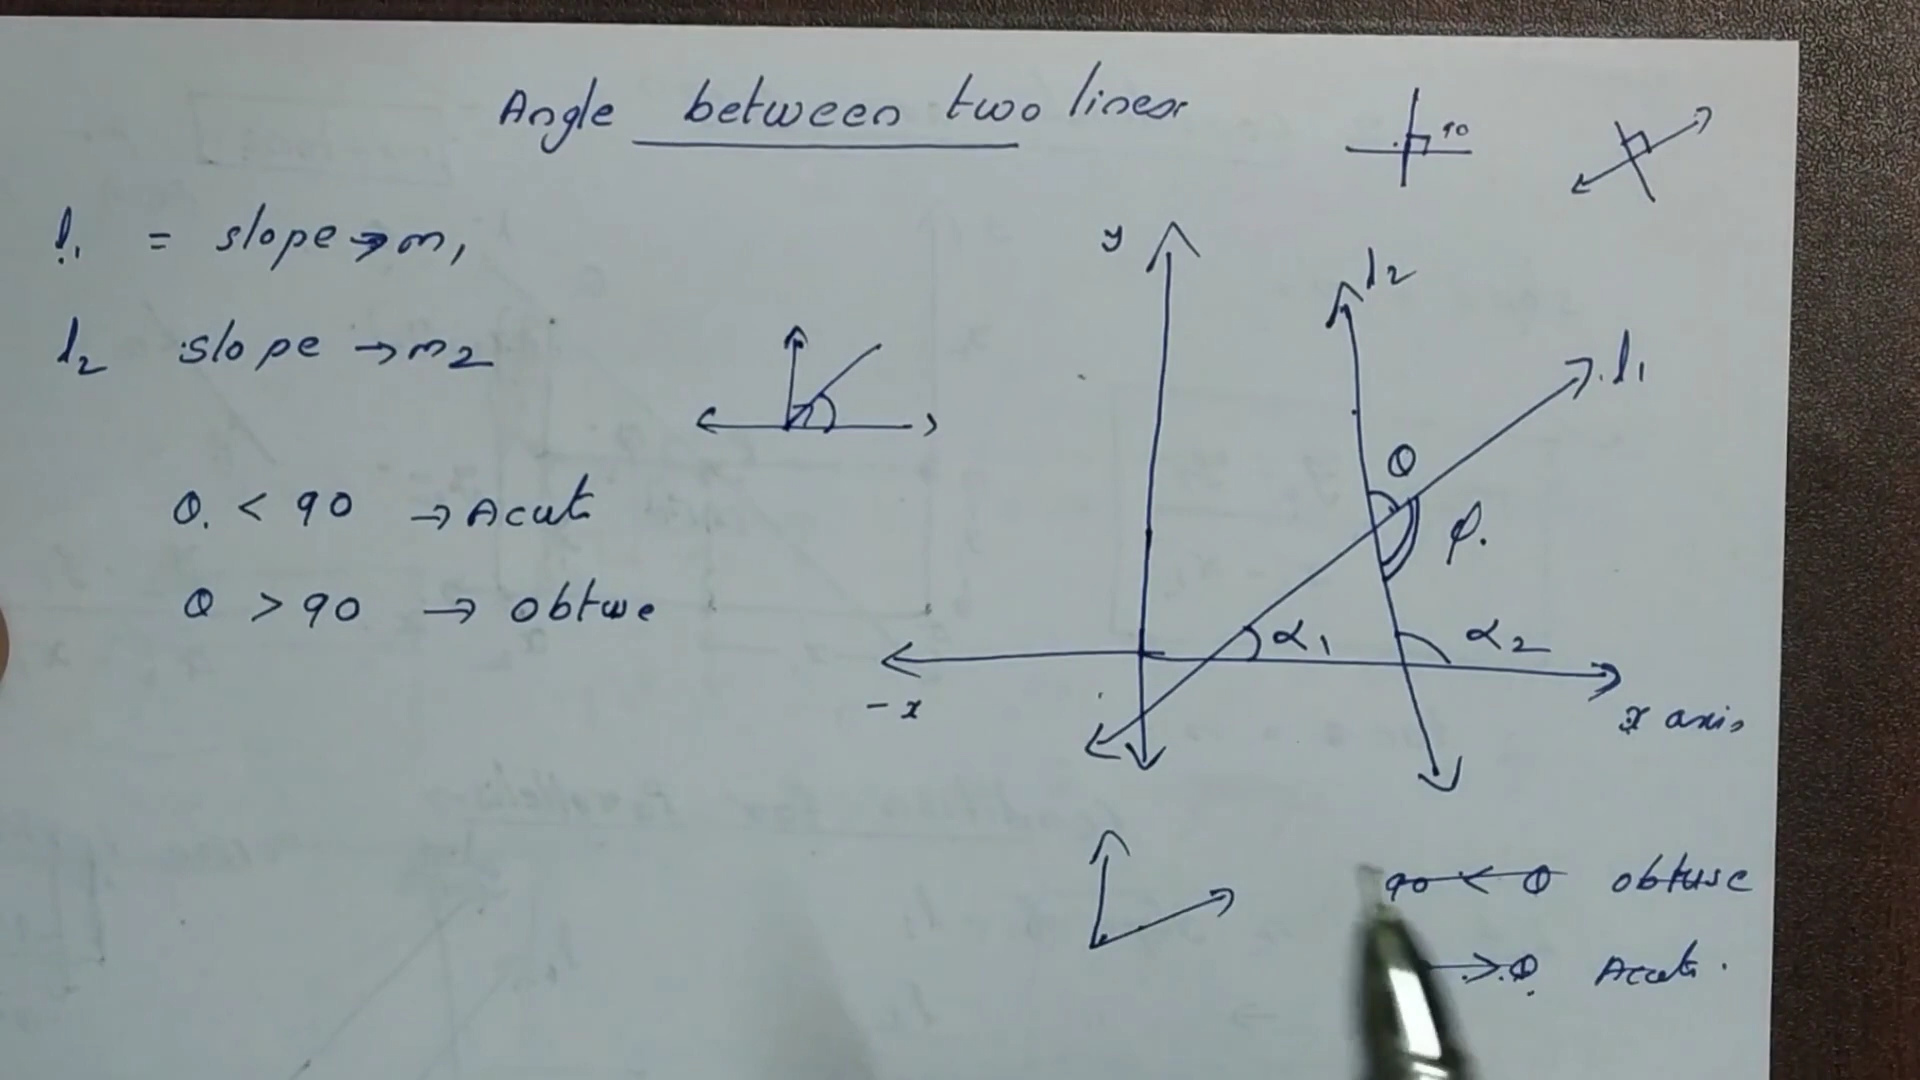 Angle between two lines
90
l₁ = slope → m₁
l₂ slope → m₂
y
l₂
l₁
θ
φ.
θ. < 90 → Acute
θ > 90 → obtuse
α₁
α₂
-x
x axis
90 < θ obtuse
> θ Acute.